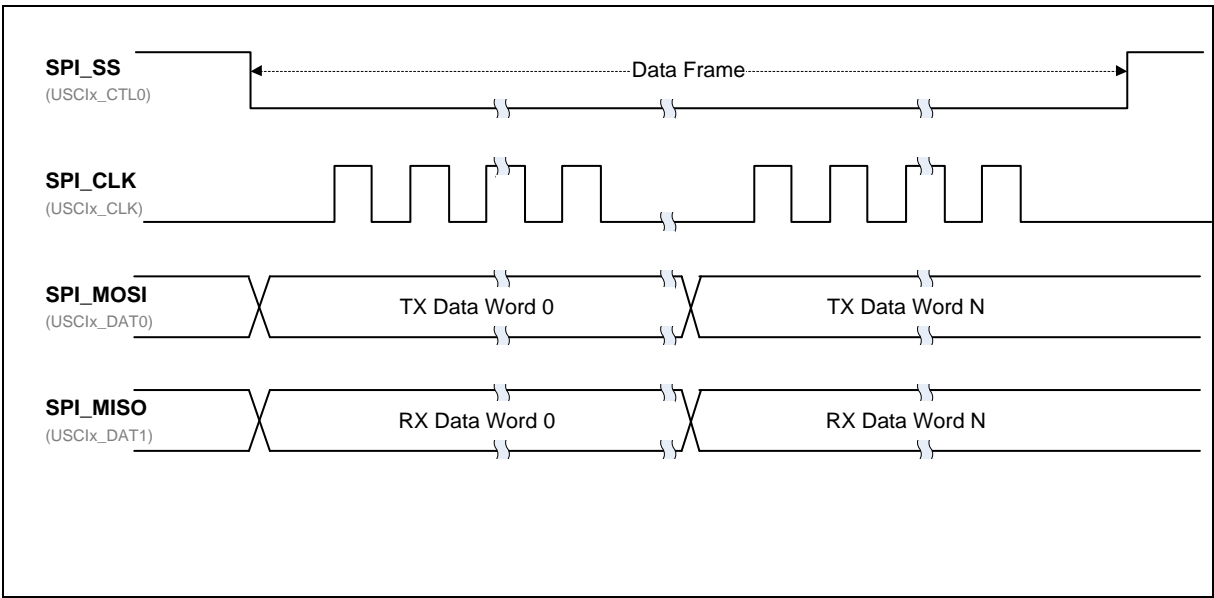 SPI_SS
(USCIx_CTL0)
Data Frame
SPI_CLK
(USCIx_CLK)
SPI_MOSI
(USCIx_DAT0)
TX Data Word 0
TX Data Word N
SPI_MISO
(USCIx_DAT1)
RX Data Word 0
RX Data Word N